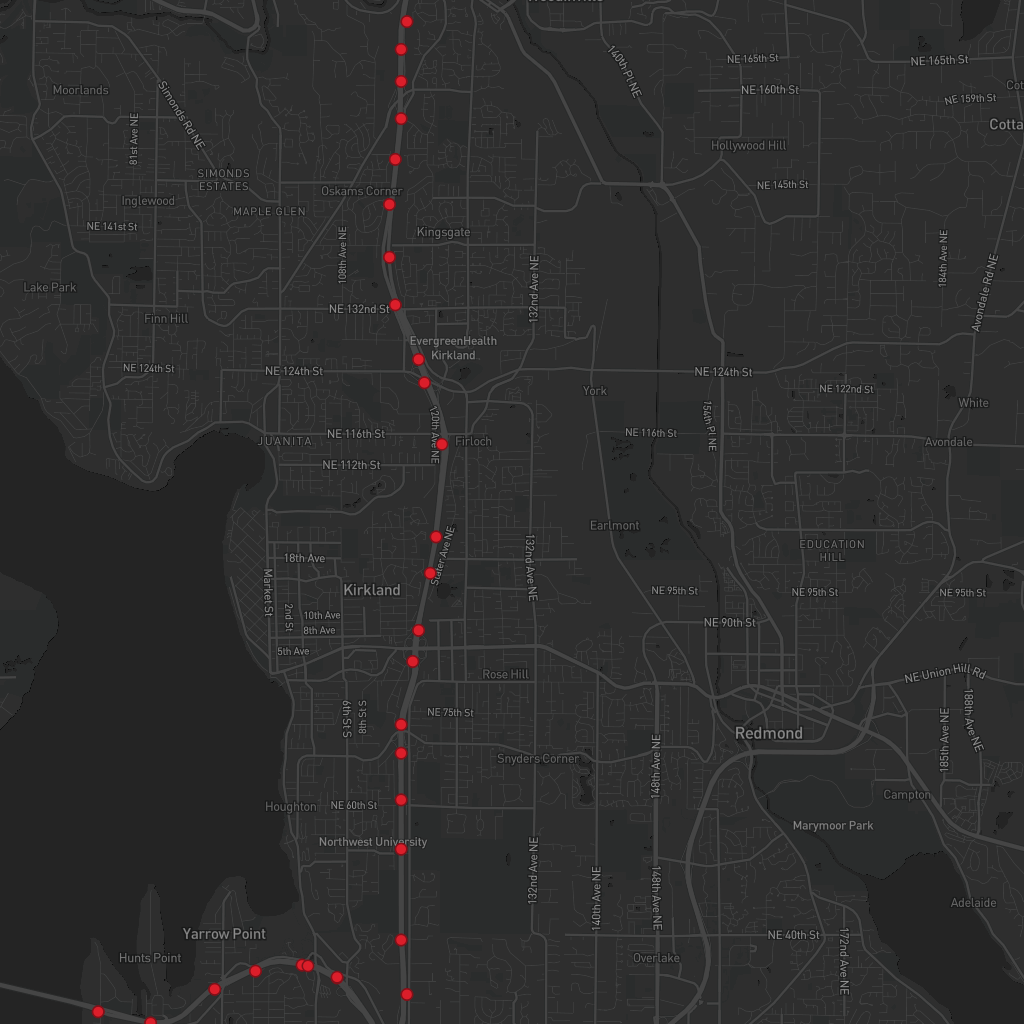 140th Pl NE
NE 165th St
NE 165th St
Moorlands
NE 160th St
NE 159th St
Simonds Rd NE
81st Ave NE
Hollywood Hill
SIMONDS
ESTATES
Oskams Corner
NE 145th St
Inglewood
MAPLE GLEN
NE 141st St
Kingsgate
108th Ave NE
184th Ave NE
132nd Ave NE
Avondale Rd NE
Lake Park
NE 132nd St
Finn Hill
EvergreenHealth
Kirkland
NE 124th St
NE 124th St
NE 124th St
York
NE 122nd St
White
154th Pl NE
120th Ave NE
NE 116th St
NE 116th St
JUANITA
Firloch
Avondale
NE 112th St
Earlmont
EDUCATION
HILL
18th Ave
Slater Ave NE
132nd Ave NE
Kirkland
Market St
2nd St
NE 95th St
NE 95th St
NE 95th St
10th Ave
8th Ave
NE 90th St
5th Ave
Rose Hill
NE Union Hill Rd
6th St S
8th St S
NE 75th St
188th Ave NE
185th Ave NE
Redmond
148th Ave NE
Snyders Corner
Campton
Houghton
NE 60th St
Marymoor Park
Northwest University
132nd Ave NE
140th Ave NE
148th Ave NE
Adelaide
Yarrow Point
NE 40th St
172nd Ave NE
Hunts Point
Overlake